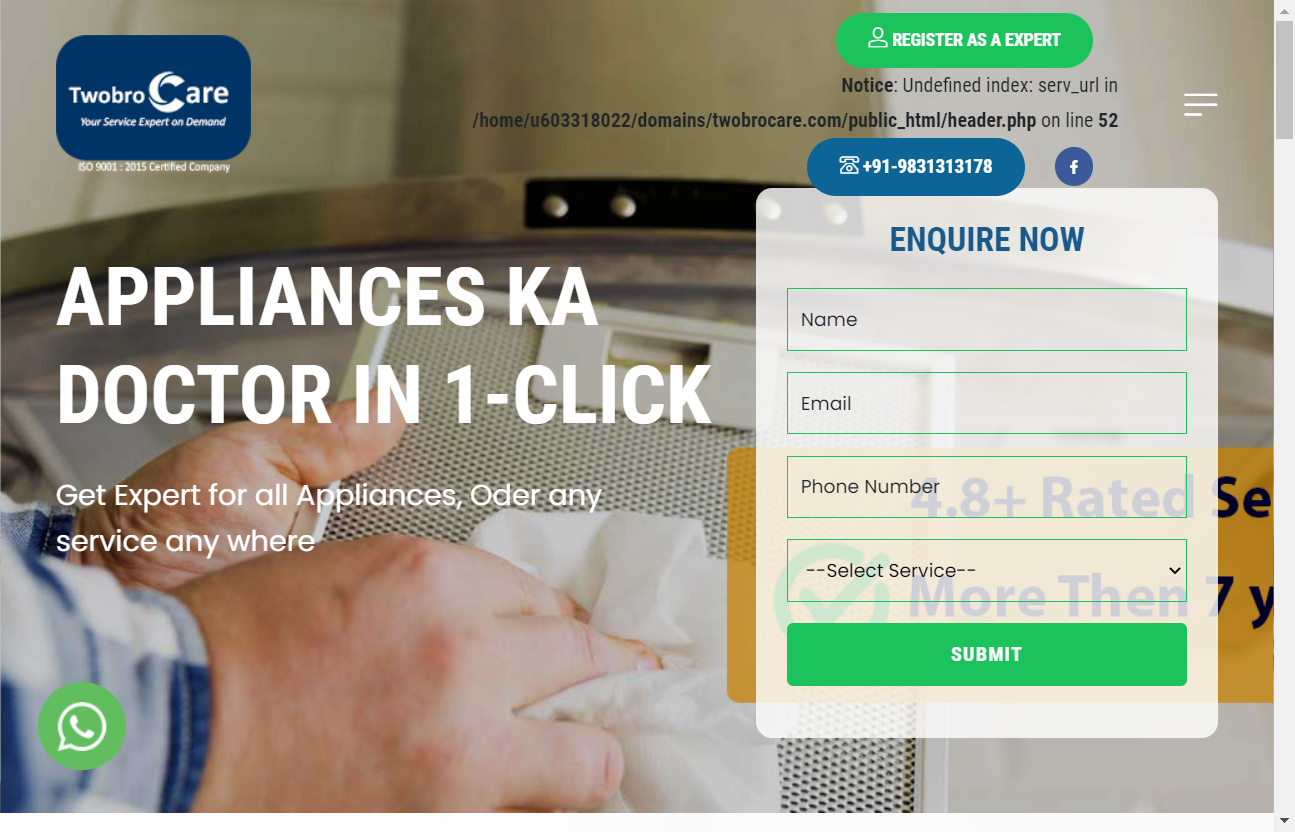 REGISTER AS A EXPERT
Twobro Care
Your Service Expert on Demand
ISO 9001 : 2015 Certified Company
Notice: Undefined index: serv_url in
/home/u603318022/domains/twobrocare.com/public_html/header.php on line 52
+91-9831313178
APPLIANCES KA
DOCTOR IN 1-CLICK
Get Expert for all Appliances, Oder any
service any where
ENQUIRE NOW
Name
Email
Phone Number
--Select Service--
SUBMIT
4.8+ Rated Se
More Then 7 y